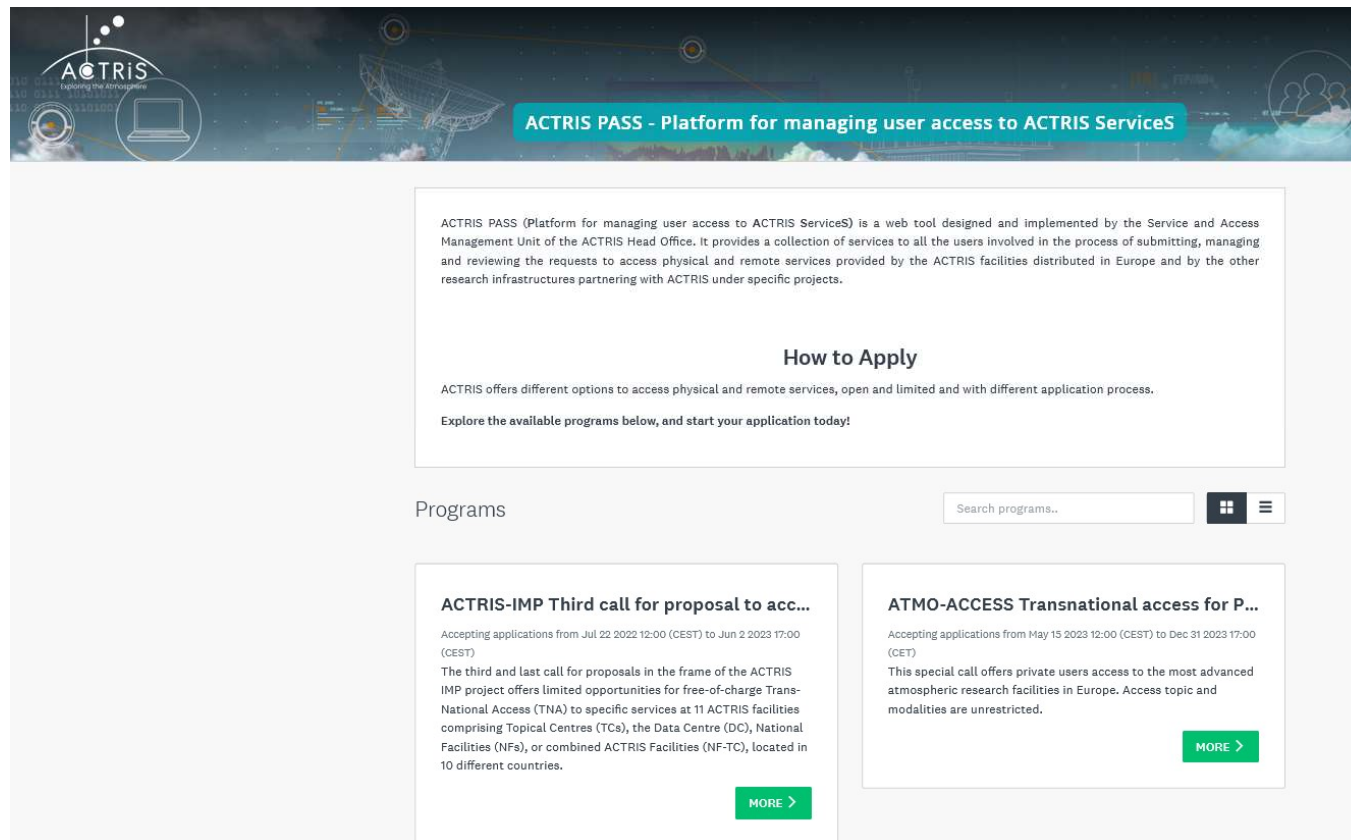 ACTRiS
Exploring the Atmosphere
ACTRIS PASS - Platform for managing user access to ACTRIS ServiceS
ACTRIS PASS (Platform for managing user access to ACTRIS ServiceS) is a web tool designed and implemented by the Service and Access
Management Unit of the ACTRIS Head Office. It provides a collection of services to all the users involved in the process of submitting, managing
and reviewing the requests to access physical and remote services provided by the ACTRIS facilities distributed in Europe and by the other
research infrastructures partnering with ACTRIS under specific projects.
How to Apply
ACTRIS offers different options to access physical and remote services, open and limited and with different application process.
Explore the available programs below, and start your application today!
Programs
Search programs..
ACTRIS-IMP Third call for proposal to acc...
Accepting applications from Jul 22 2022 12:00 (CEST) to Jun 2 2023 17:00
(CEST)
The third and last call for proposals in the frame of the ACTRIS
IMP project offers limited opportunities for free-of-charge Trans-
National Access (TNA) to specific services at 11 ACTRIS facilities
comprising Topical Centres (TCs), the Data Centre (DC), National
Facilities (NFs), or combined ACTRIS Facilities (NF-TC), located in
10 different countries.
MORE
ATMO-ACCESS Transnational access for P...
Accepting applications from May 15 2023 12:00 (CEST) to Dec 31 2023 17:00
(CET)
This special call offers private users access to the most advanced
atmospheric research facilities in Europe. Access topic and
modalities are unrestricted.
MORE